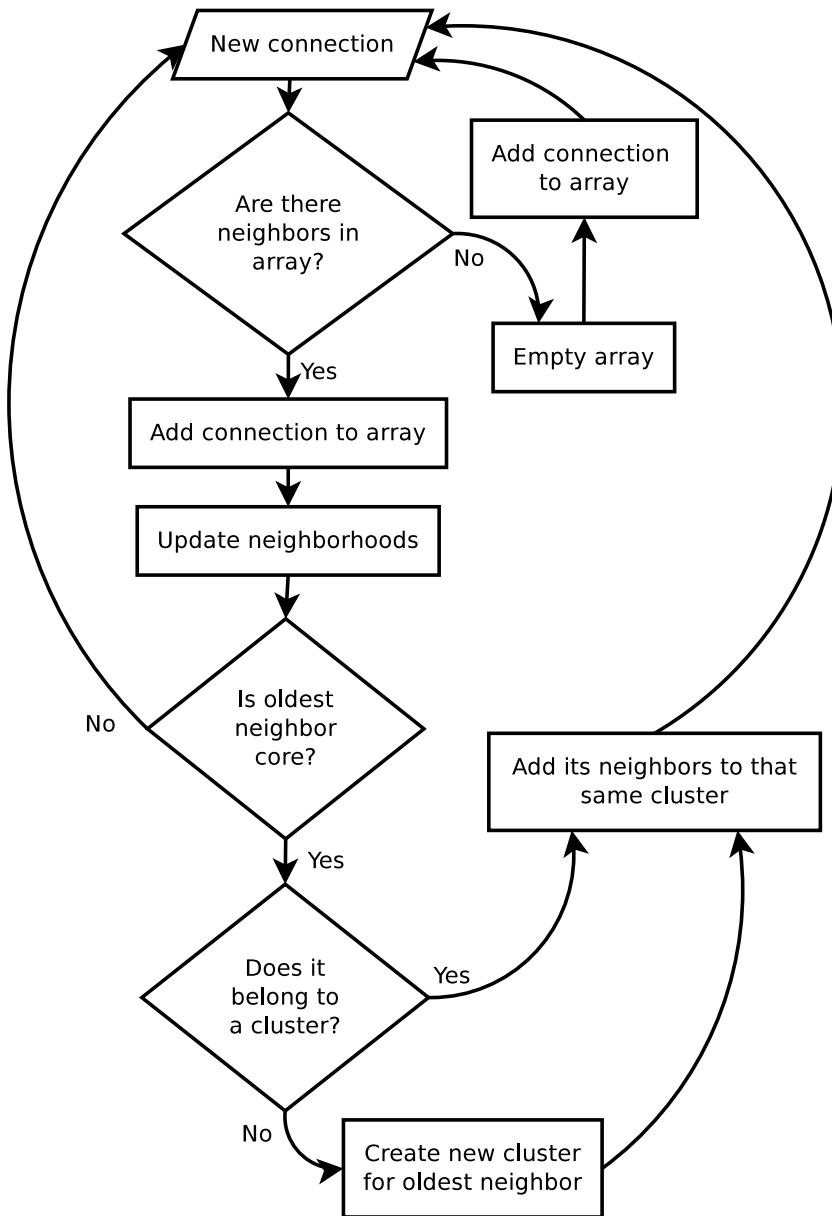 New connection
Add connection
to array
Are there
neighbors in
array?
No
Empty array
Yes
Add connection to array
Update neighborhoods
Is oldest
neighbor
core?
No
Add its neighbors to that
same cluster
Yes
Does it
belong to
a cluster?
Yes
No
Create new cluster
for oldest neighbor